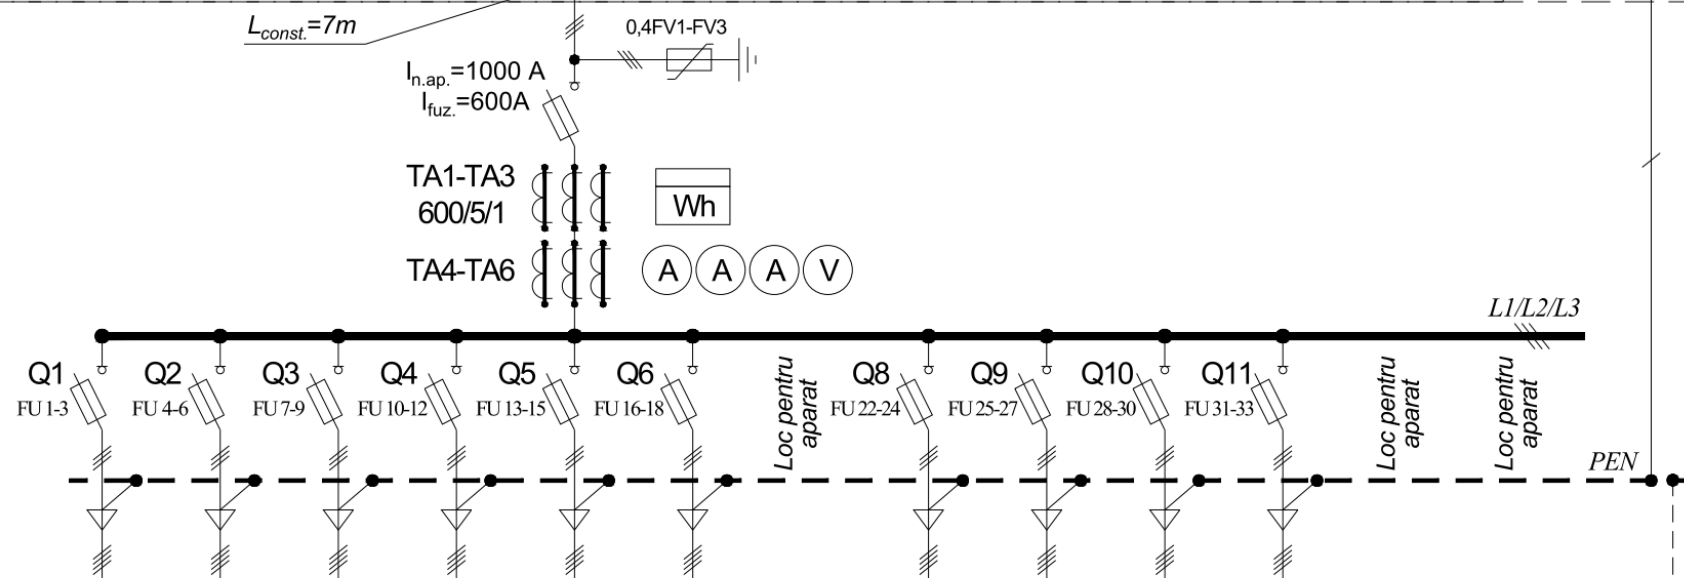 L const.=7m
0,4FV1-FV3
I n.ap.=1000 A
I fuz.=600A
TA1-TA3
600/5/1
Wh
TA4-TA6
A A A V
L1/L2/L3
Q1
FU 1-3
Q2
FU 4-6
Q3
FU 7-9
Q4
FU 10-12
Q5
FU 13-15
Q6
FU 16-18
Loc pentru
aparat
Q8
FU 22-24
Q9
FU 25-27
Q10
FU 28-30
Q11
FU 31-33
Loc pentru
aparat
Loc pentru
aparat
PEN